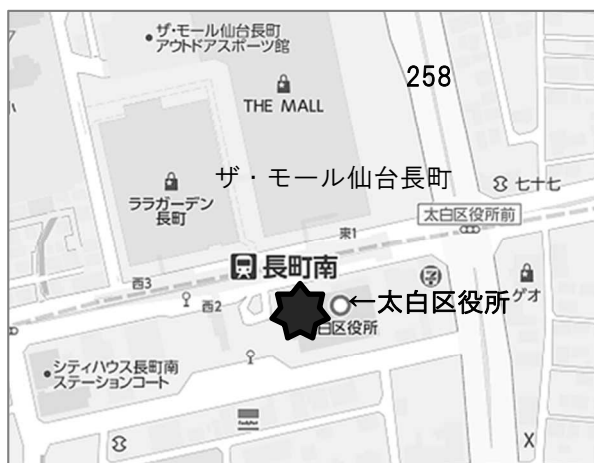 ザ・モール仙台長町
アウトドアスポーツ館
258
THE MALL
ザ・モール仙台長町
七十七
ララガーデン
長町
太白区役所前
東1
長町南
西3
西2
←太白区役所
ゲオ
白区役所
シティハウス長町南
ステーションコート
FamilyMart
X